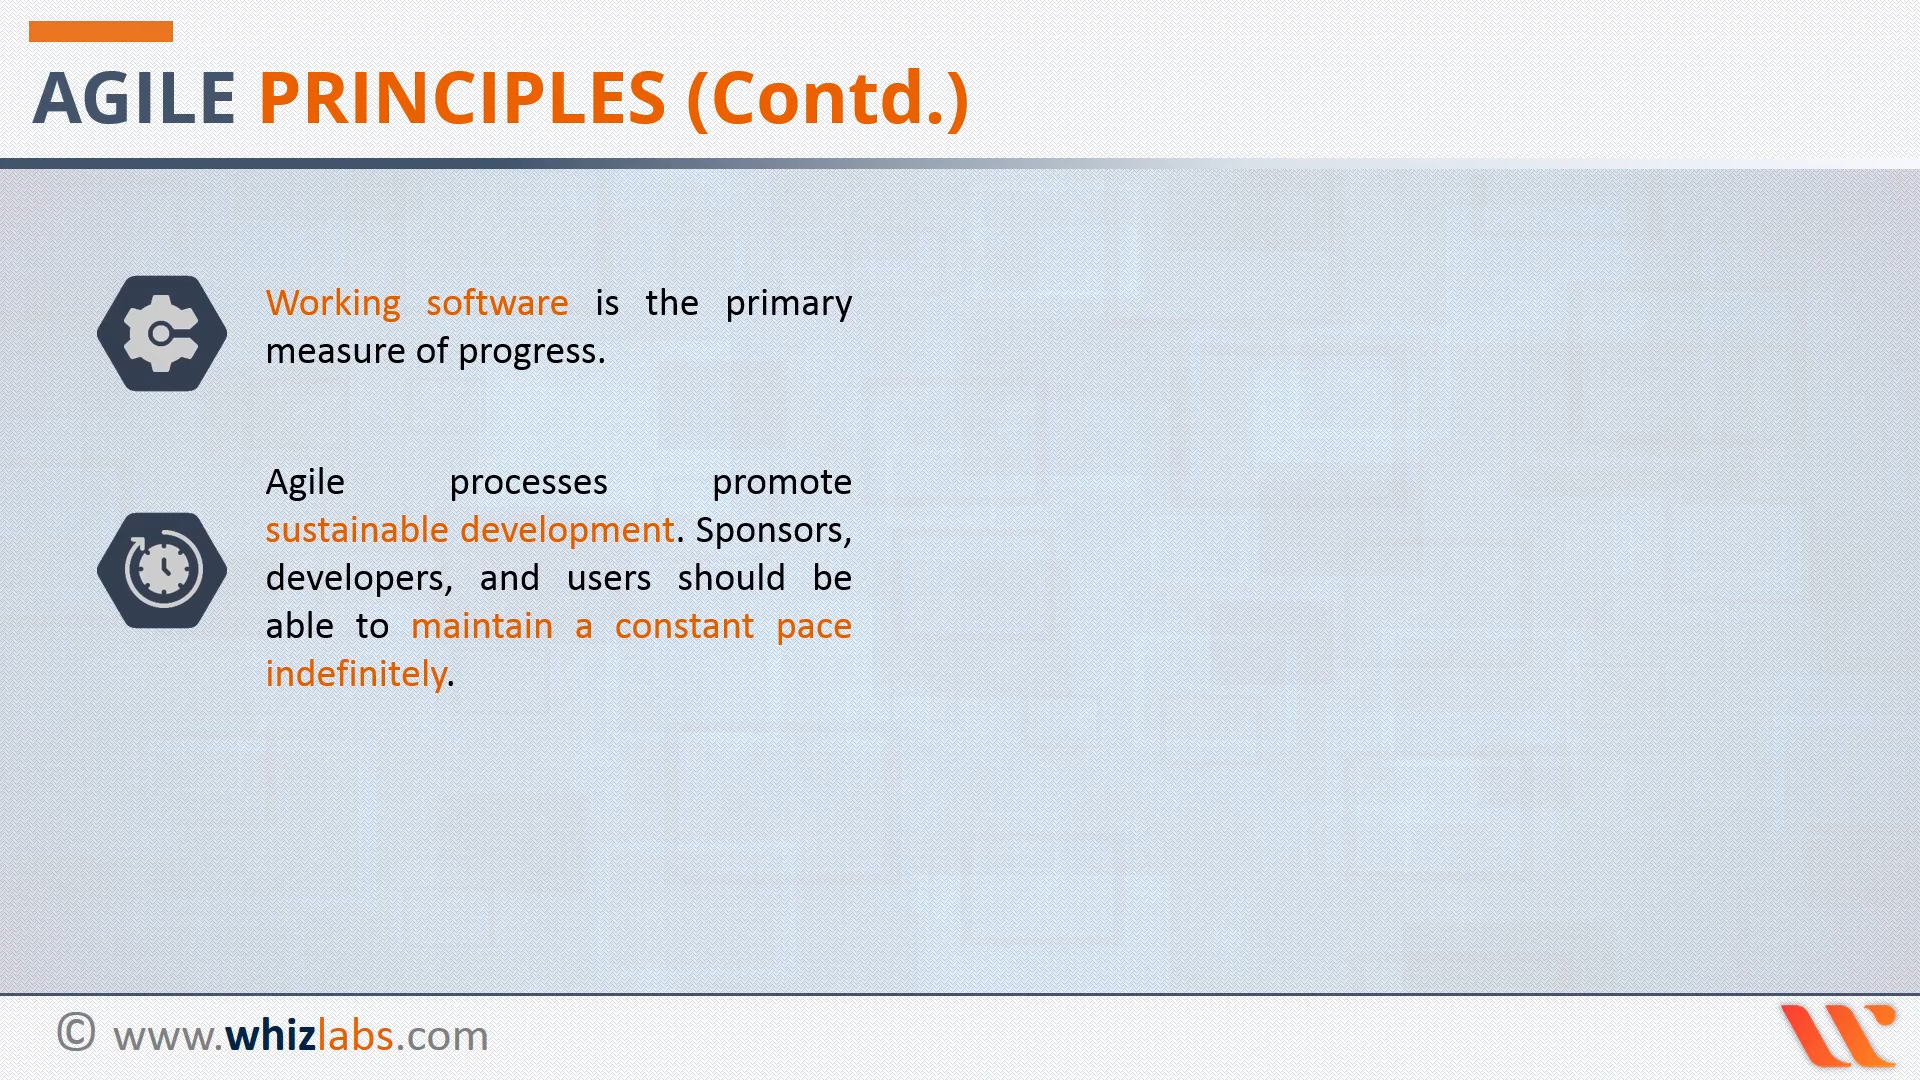 AGILE PRINCIPLES (Contd.)
Working software is the primary
measure of progress.
Agile processes promote
sustainable development. Sponsors,
developers, and users should be
able to maintain a constant pace
indefinitely.
© www.whizlabs.com